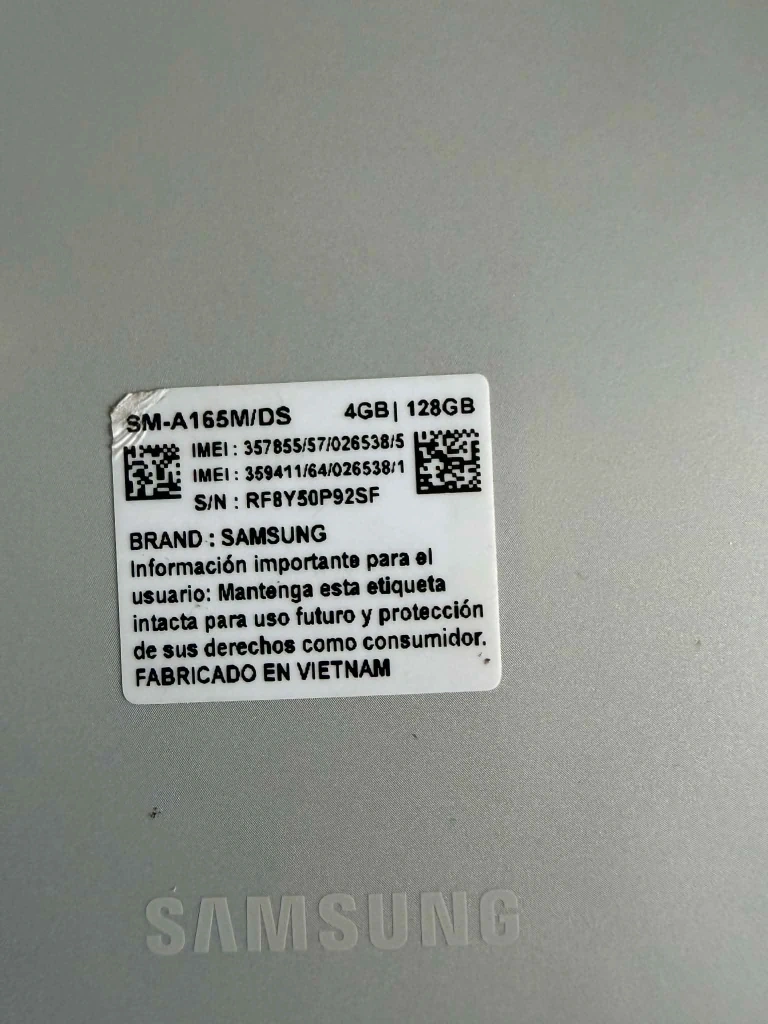 SM-A165M/DS 4GB | 128GB
IMEI : 357855/57/026538/5
IMEI : 359411/64/026538/1
S/N : RF8Y50P92SF
BRAND : SAMSUNG
Información importante para el
usuario: Mantenga esta etiqueta
intacta para uso futuro y protección
de sus derechos como consumidor.
FABRICADO EN VIETNAM
SAMSUNG